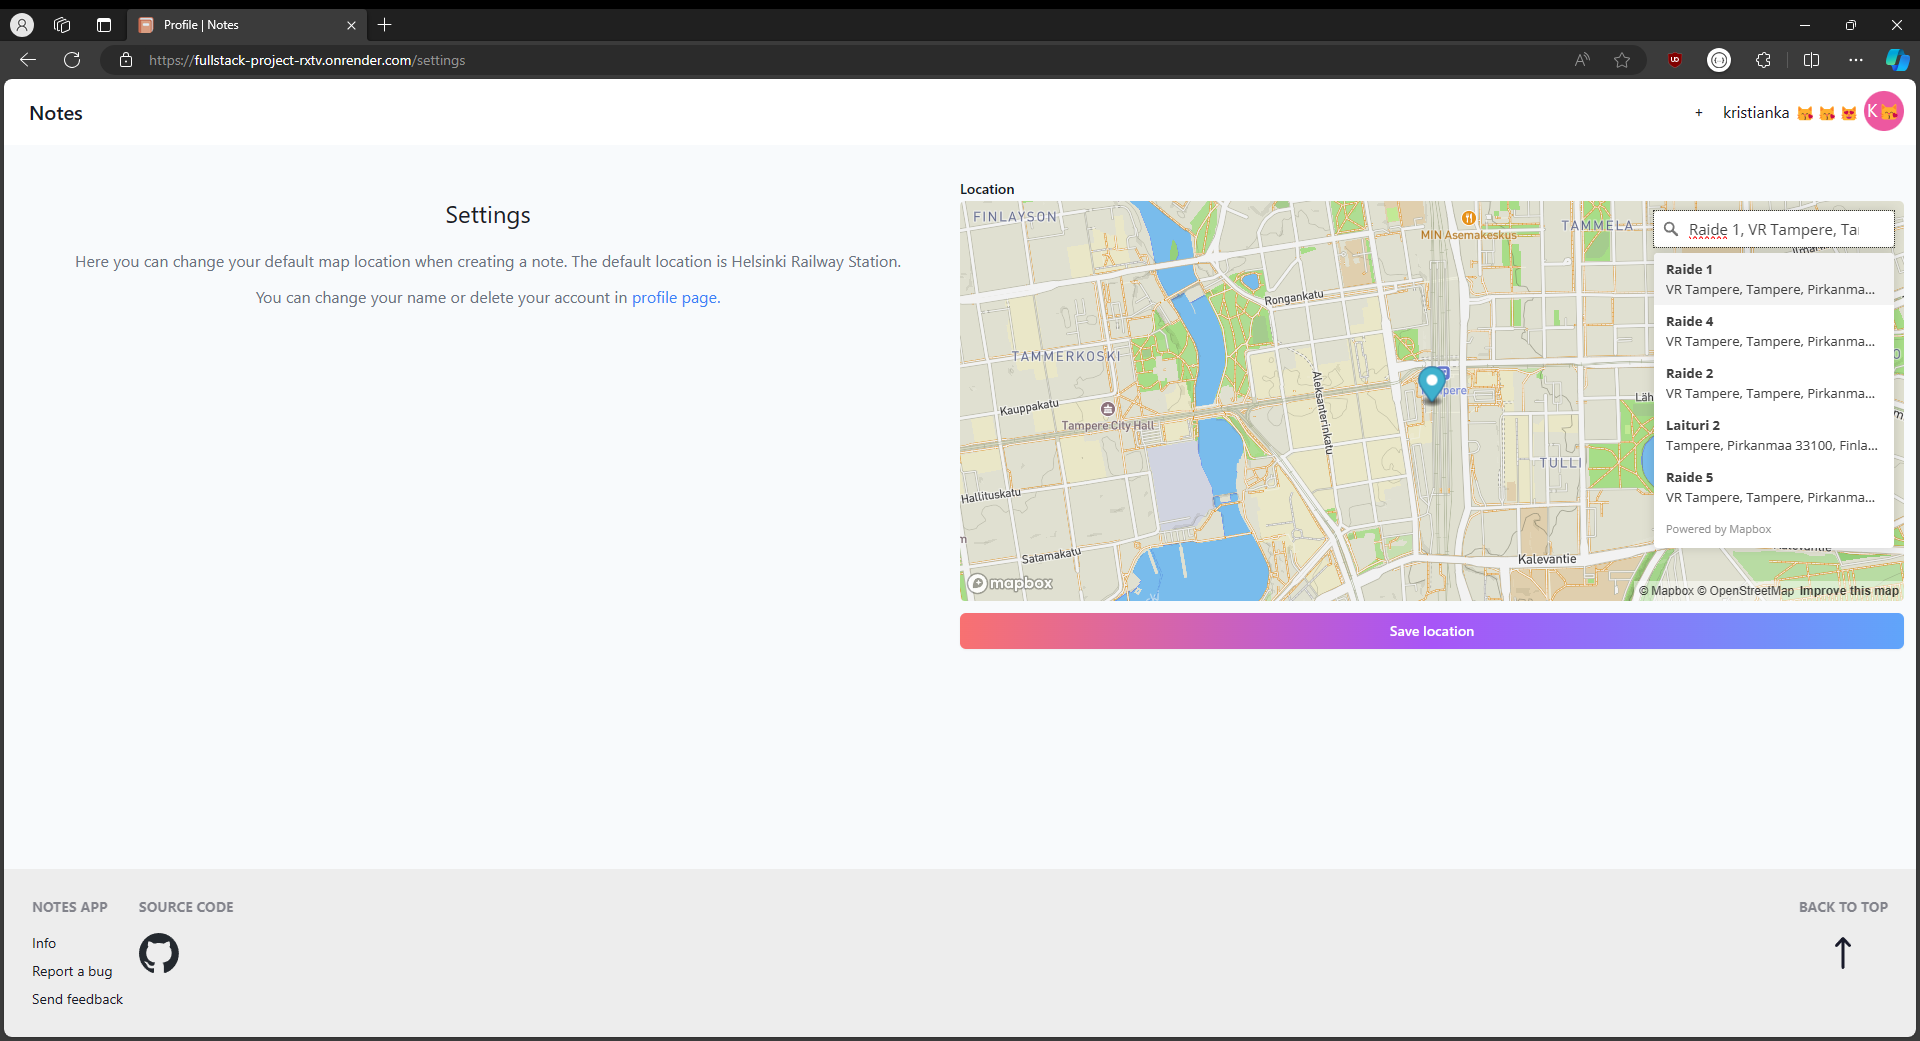 Profile | Notes
https://fullstack-project-rxtv.onrender.com/settings
Notes
+ kristianka 😽 😽 😻
K😽
Settings
Here you can change your default map location when creating a note. The default location is Helsinki Railway Station.
You can change your name or delete your account in profile page.
Location
FINLAYSON
MIN Asemakeskus
TAMMELA
Rongankatu
TAMMERKOSKI
Aleksanterinkatu
Kauppakatu
Tampere City Hall
TULLI
Hallituskatu
Satamakatu
Kalevantie
mapbox
Raide 1, VR Tampere, Ta
Raide 1
VR Tampere, Tampere, Pirkanma...
Raide 4
VR Tampere, Tampere, Pirkanma...
Raide 2
VR Tampere, Tampere, Pirkanma...
Laituri 2
Tampere, Pirkanmaa 33100, Finla...
Raide 5
VR Tampere, Tampere, Pirkanma...
Powered by Mapbox
© Mapbox © OpenStreetMap Improve this map
Save location
NOTES APP
Info
Report a bug
Send feedback
SOURCE CODE
BACK TO TOP